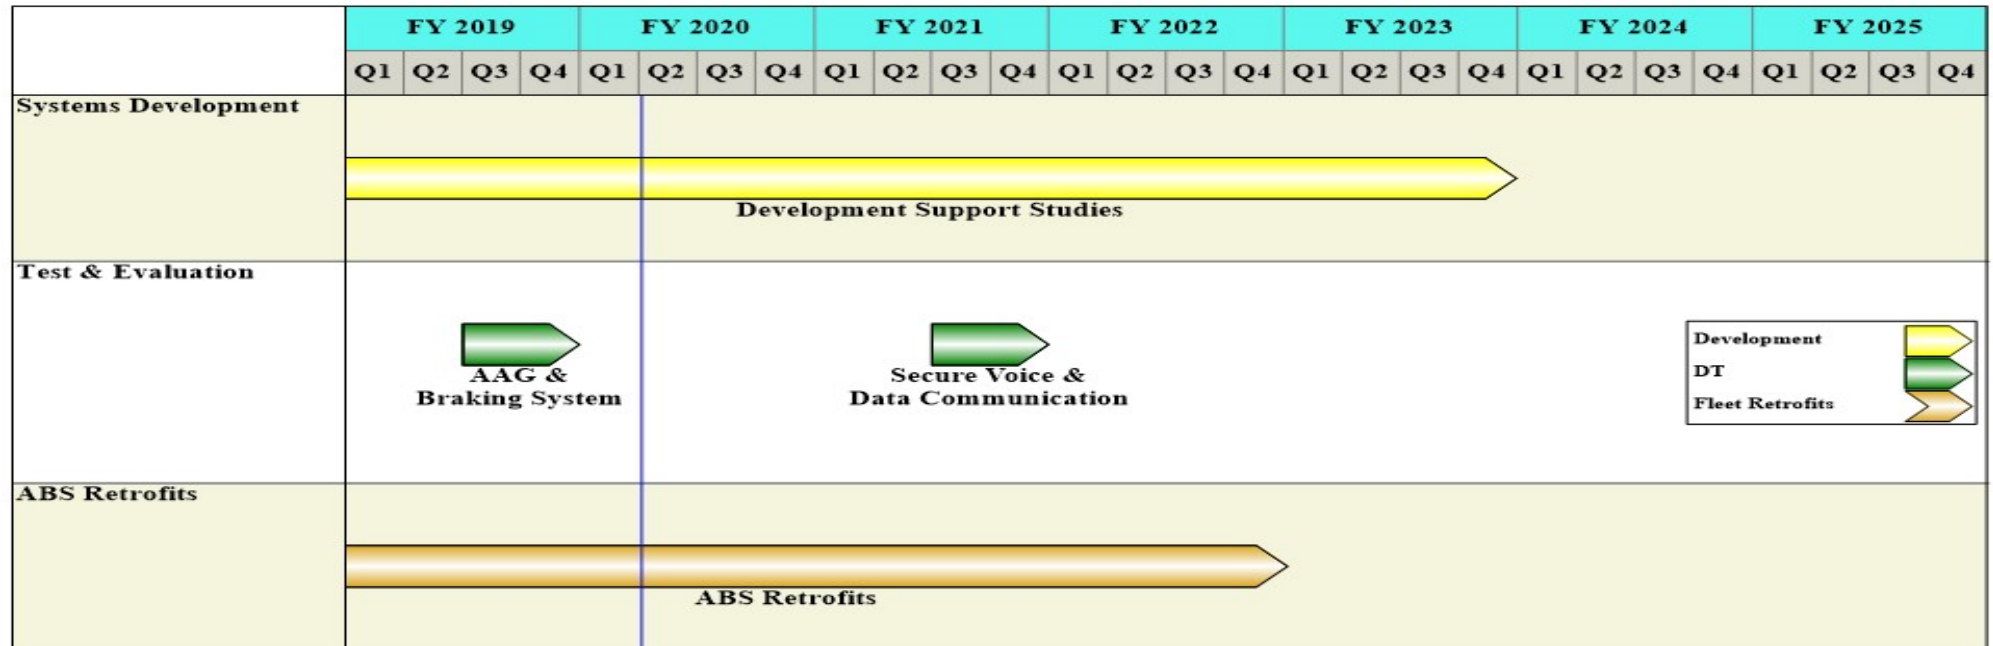 FY 2019 FY 2020 FY 2021 FY 2022 FY 2023 FY 2024 FY 2025
Q1 Q2 Q3 Q4 Q1 Q2 Q3 Q4 Q1 Q2 Q3 Q4 Q1 Q2 Q3 Q4 Q1 Q2 Q3 Q4 Q1 Q2 Q3 Q4 Q1 Q2 Q3 Q4
Systems Development
Development Support Studies
Test & Evaluation
AAG &
Braking System
Secure Voice &
Data Communication
Development
DT
Fleet Retrofits
ABS Retrofits
ABS Retrofits